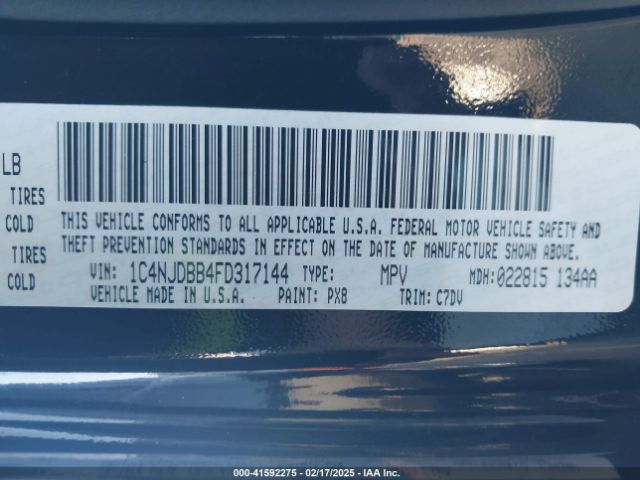 LB
TIRES
COLD
TIRES
COLD
THIS VEHICLE CONFORMS TO ALL APPLICABLE U.S.A. FEDERAL MOTOR VEHICLE SAFETY AND
THEFT PREVENTION STANDARDS IN EFFECT ON THE DATE OF MANUFACTURE SHOWN ABOVE.
VIN: 1C4NJDBB4FD317144 TYPE: MPV MDH:022815 134AA
VEHICLE MADE IN U.S.A. PAINT: PX8 TRIM: C7DV
000-41592275 - 02/17/2025 - IAA Inc.